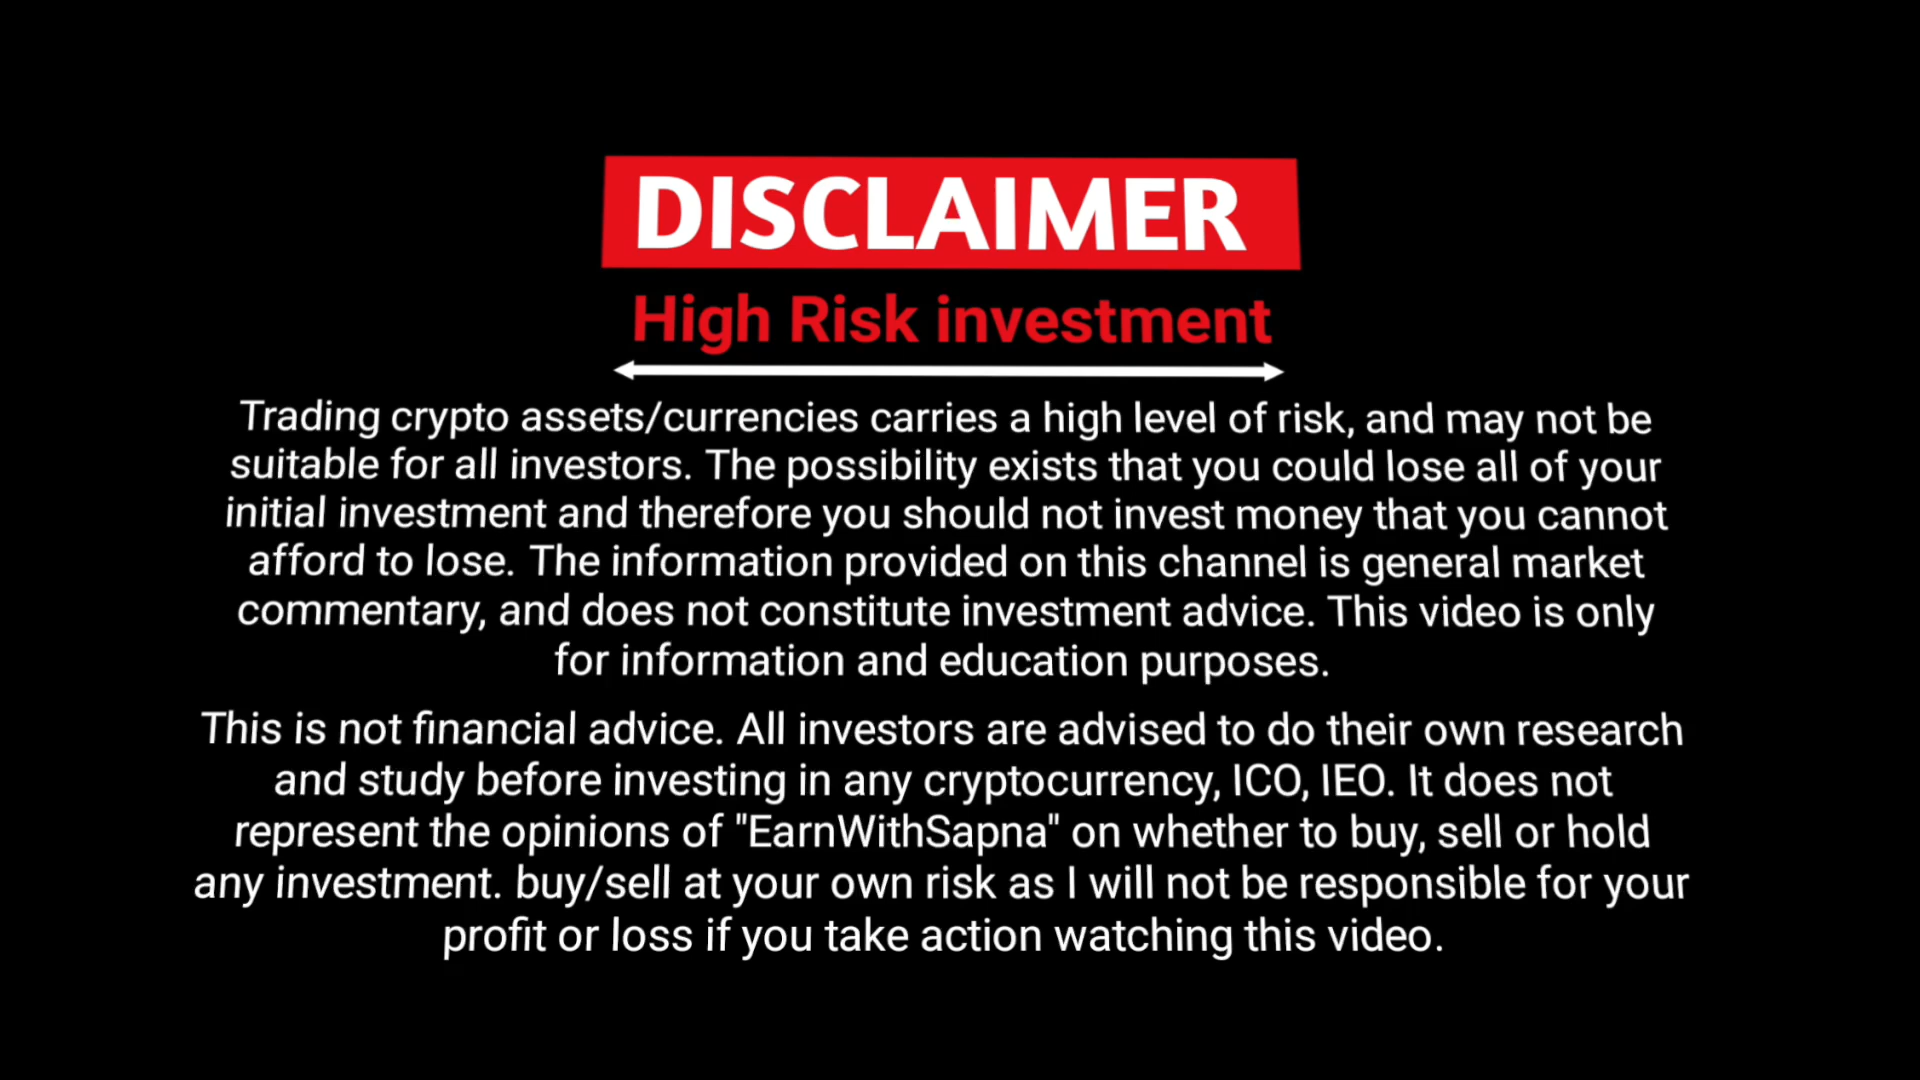 DISCLAIMER
High Risk investment
Trading crypto assets/currencies carries a high level of risk, and may not be
suitable for all investors. The possibility exists that you could lose all of your
initial investment and therefore you should not invest money that you cannot
afford to lose. The information provided on this channel is general market
commentary, and does not constitute investment advice. This video is only
for information and education purposes.
This is not financial advice. All investors are advised to do their own research
and study before investing in any cryptocurrency, ICO, IEO. It does not
represent the opinions of "EarnWithSapna" on whether to buy, sell or hold
any investment. buy/sell at your own risk as I will not be responsible for your
profit or loss if you take action watching this video.